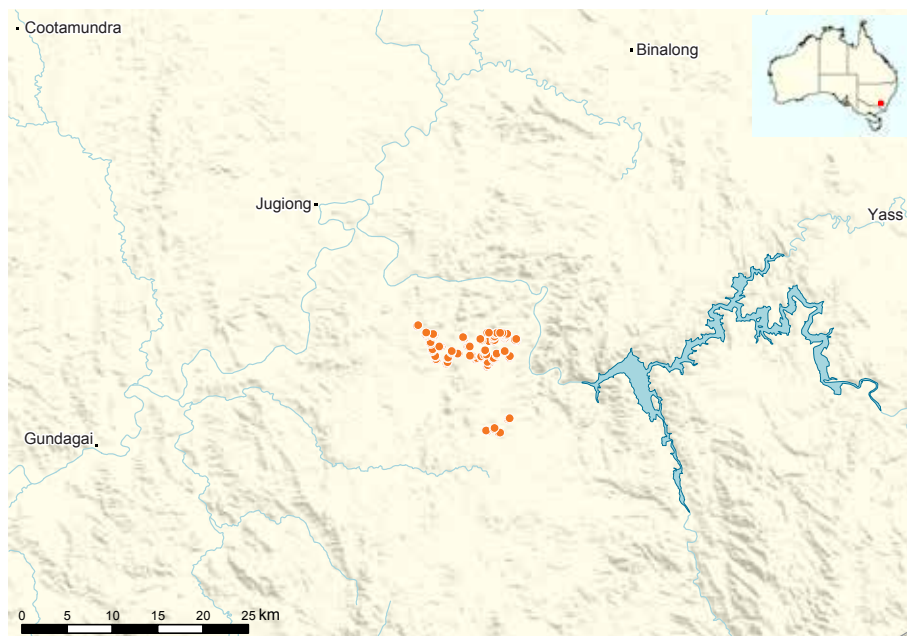 Cootamundra
Binalong
Jugiong
Yass
Gundagai
0 5 10 15 20 25 km